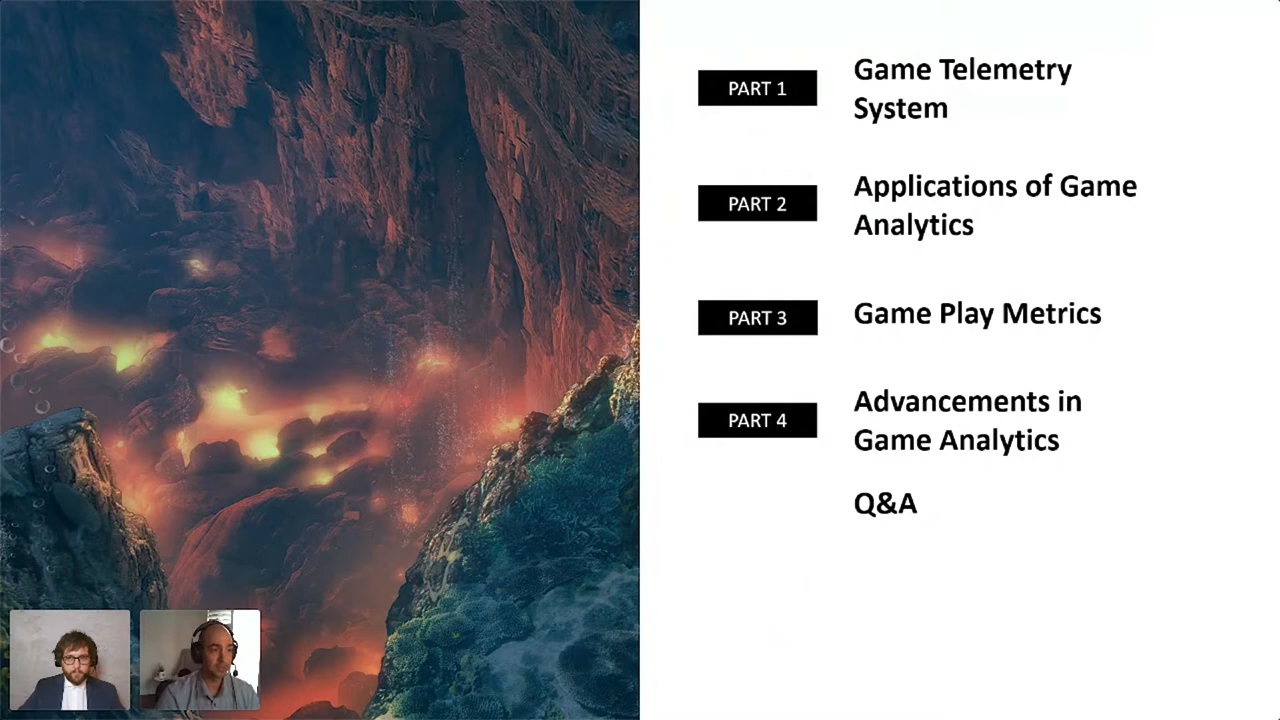 PART 1
Game Telemetry
System
PART 2
Applications of Game
Analytics
PART 3
Game Play Metrics
PART 4
Advancements in
Game Analytics
Q&A